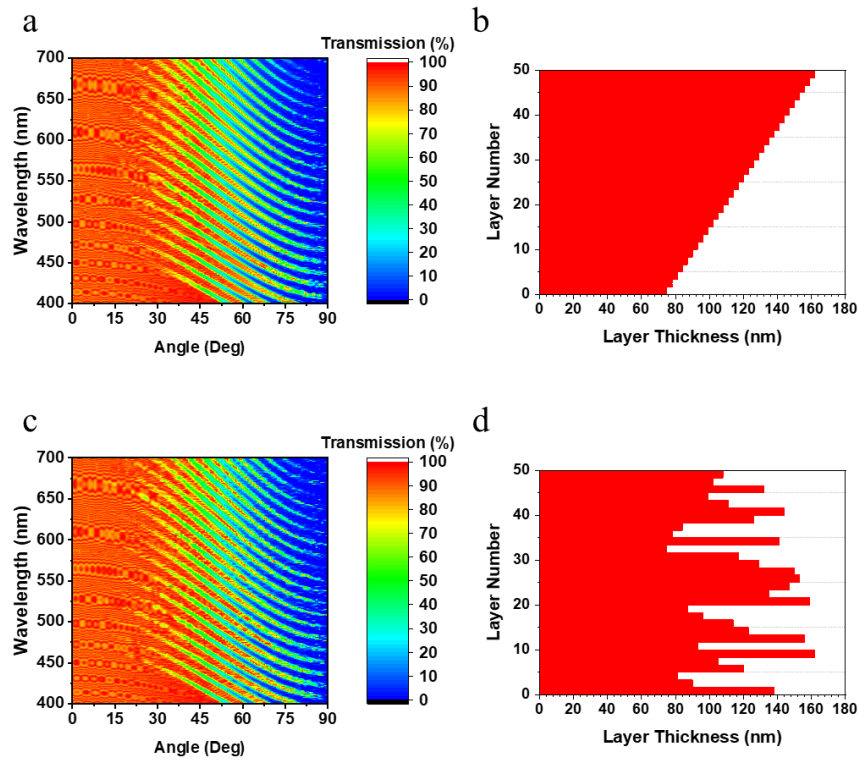 a
Transmission (%)
700
650
600
550
500
450
400
Wavelength (nm)
0 15 30 45 60 75 90
Angle (Deg)
100
90
80
70
60
50
40
30
20
10
0
b
50
40
30
20
10
0
Layer Number
0 20 40 60 80 100 120 140 160 180
Layer Thickness (nm)
c
Transmission (%)
700
650
600
550
500
450
400
Wavelength (nm)
0 15 30 45 60 75 90
Angle (Deg)
100
90
80
70
60
50
40
30
20
10
0
d
50
40
30
20
10
0
Layer Number
0 20 40 60 80 100 120 140 160 180
Layer Thickness (nm)